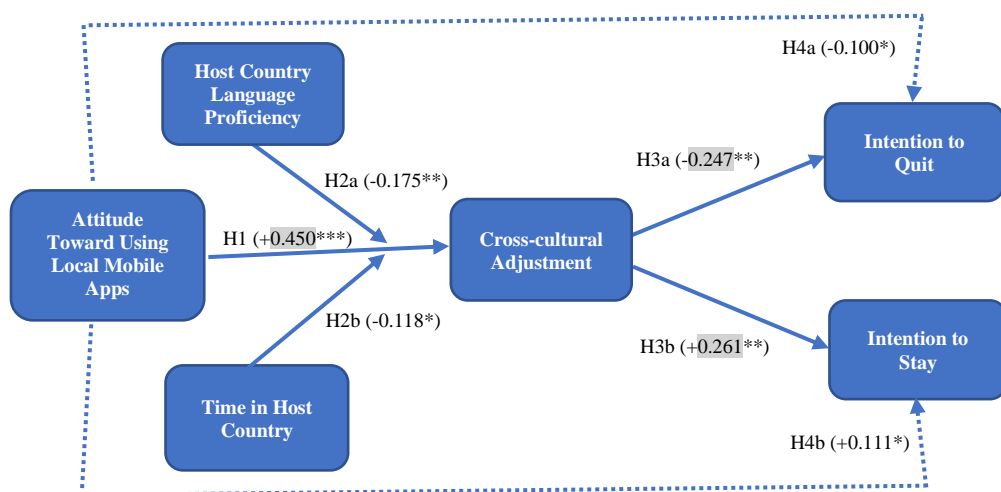 H4a (-0.100*)
Host Country
Language
Proficiency
Intention to
Quit
H3a (-0.247**)
H2a (-0.175**)
Attitude
Toward Using
Local Mobile
Apps
H1 (+0.450***)
Cross-cultural
Adjustment
H2b (-0.118*)
H3b (+0.261**)
Intention to
Stay
Time in Host
Country
H4b (+0.111*)